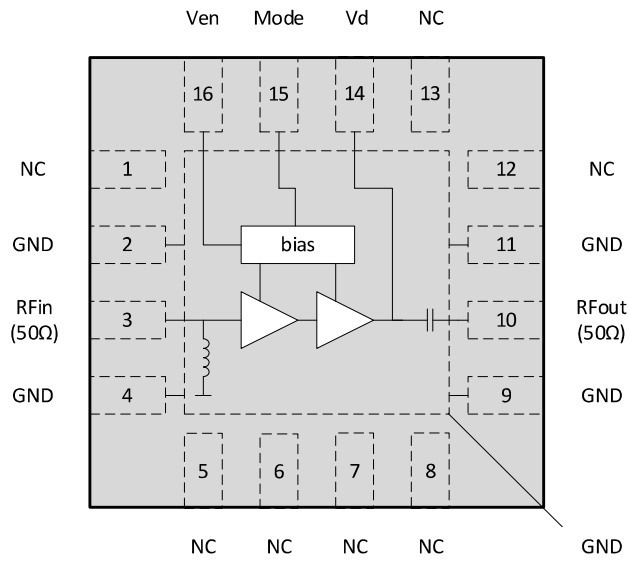 Ven Mode Vd NC
16 15 14 13
NC 1 12 NC
GND 2 bias 11 GND
RFin 3 10 RFout
(50Ω) (50Ω)
GND 4 9 GND
5 6 7 8
NC NC NC NC GND